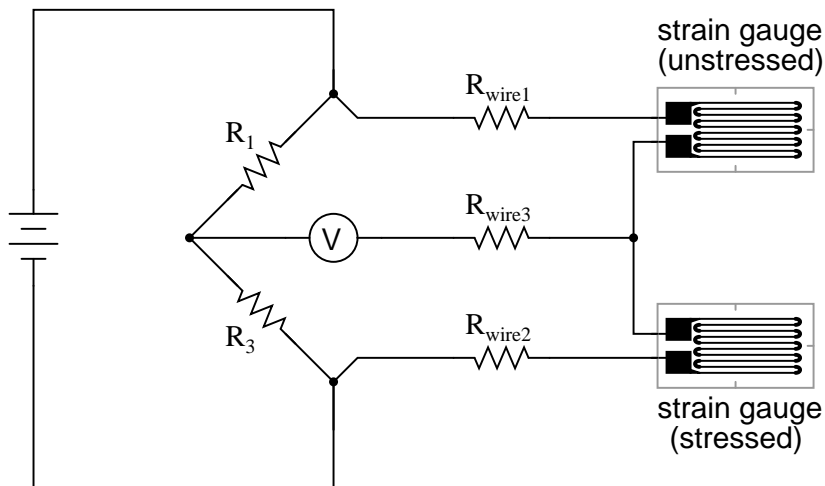 strain gauge
(unstressed)
Rwire1
R1
Rwire3
V
R3
Rwire2
strain gauge
(stressed)